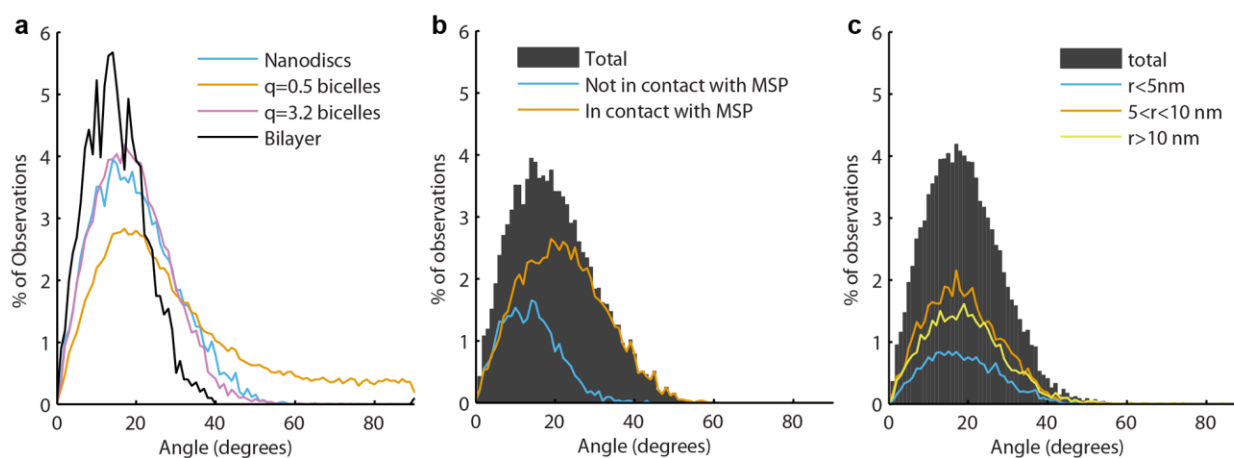 a
6
5
4
3
2
1
0
% of Observations
Nanodiscs
q=0.5 bicelles
q=3.2 bicelles
Bilayer
0 20 40 60 80
Angle (degrees)
b
6
5
4
3
2
1
0
% of observations
Total
Not in contact with MSP
In contact with MSP
0 20 40 60 80
Angle (degrees)
c
6
5
4
3
2
1
0
% of observations
total
r<5nm
5<r<10 nm
r>10 nm
0 20 40 60 80
Angle (degrees)